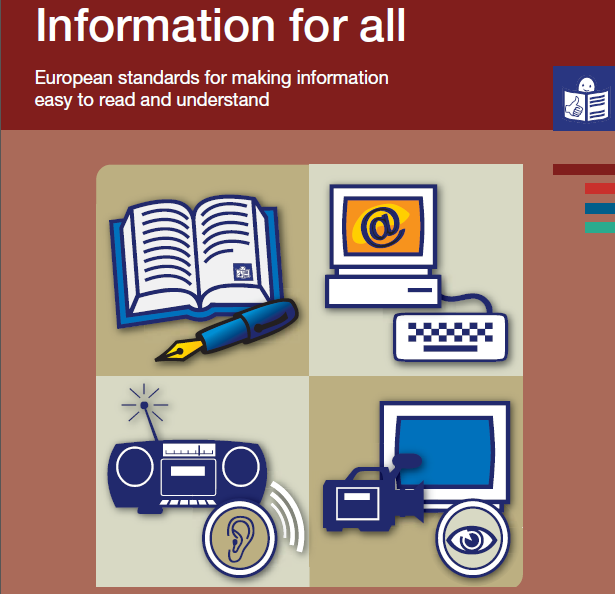 Information for all
European standards for making information
easy to read and understand
@